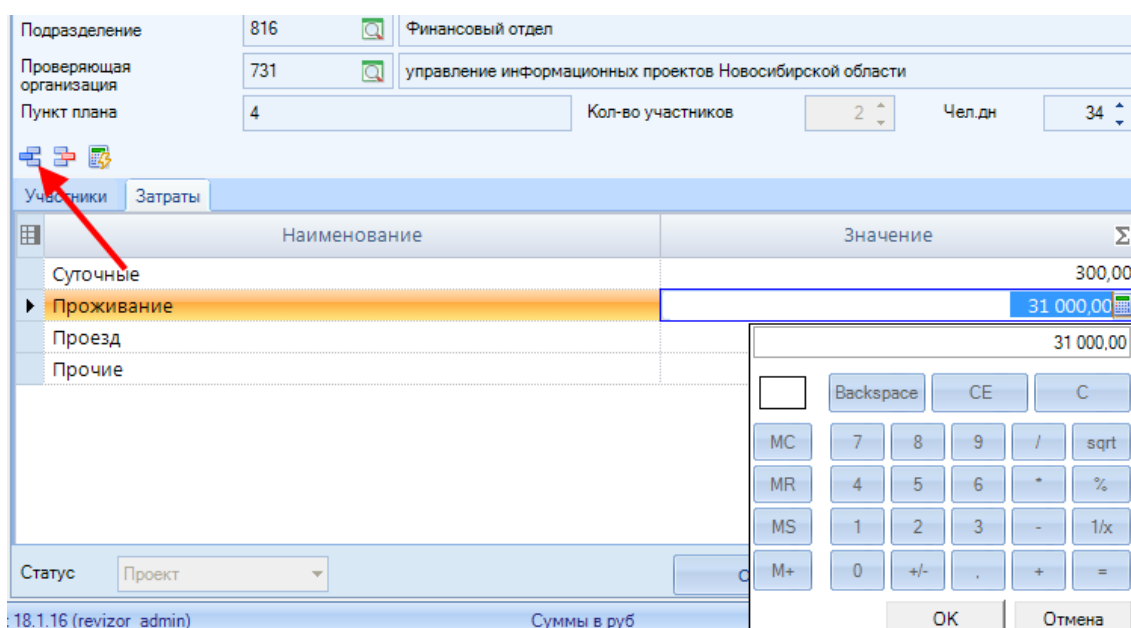 Подразделение 816 Финансовый отдел
Проверяющая организация 731 управление информационных проектов Новосибирской области
Пункт плана 4 Кол-во участников 2 Чел.дн 34
Участники Затраты
Наименование Значение Σ
Суточные 300,00
Проживание 31 000,00
Проезд 31 000,00
Прочие
Backspace CE C
MC 7 8 9 / sqrt
MR 4 5 6 * %
MS 1 2 3 - 1/x
M+ 0 +/- . + =
Статус Проект
OK Отмена
18.1.16 (revizor_admin) Суммы в руб